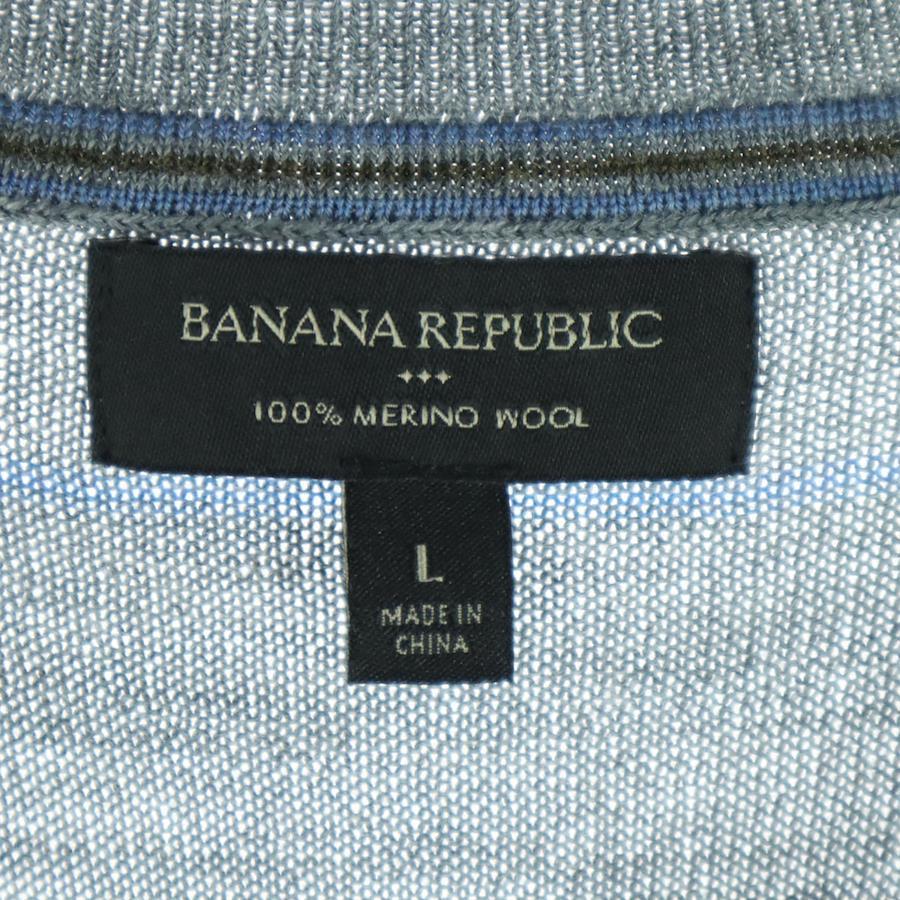 BANANA REPUBLIC
100% MERINO WOOL
L
MADE IN
CHINA